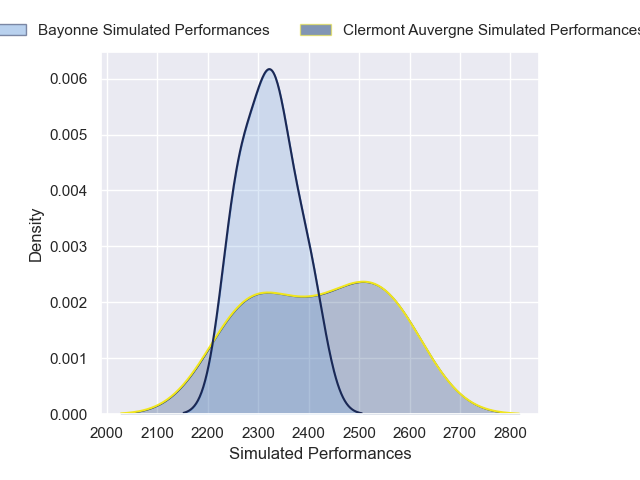 Bayonne Simulated Performances Clermont Auvergne Simulated Performances
0.006
0.005
0.004
0.003
0.002
0.001
0.000
Density
2000 2100 2200 2300 2400 2500 2600 2700 2800
Simulated Performances